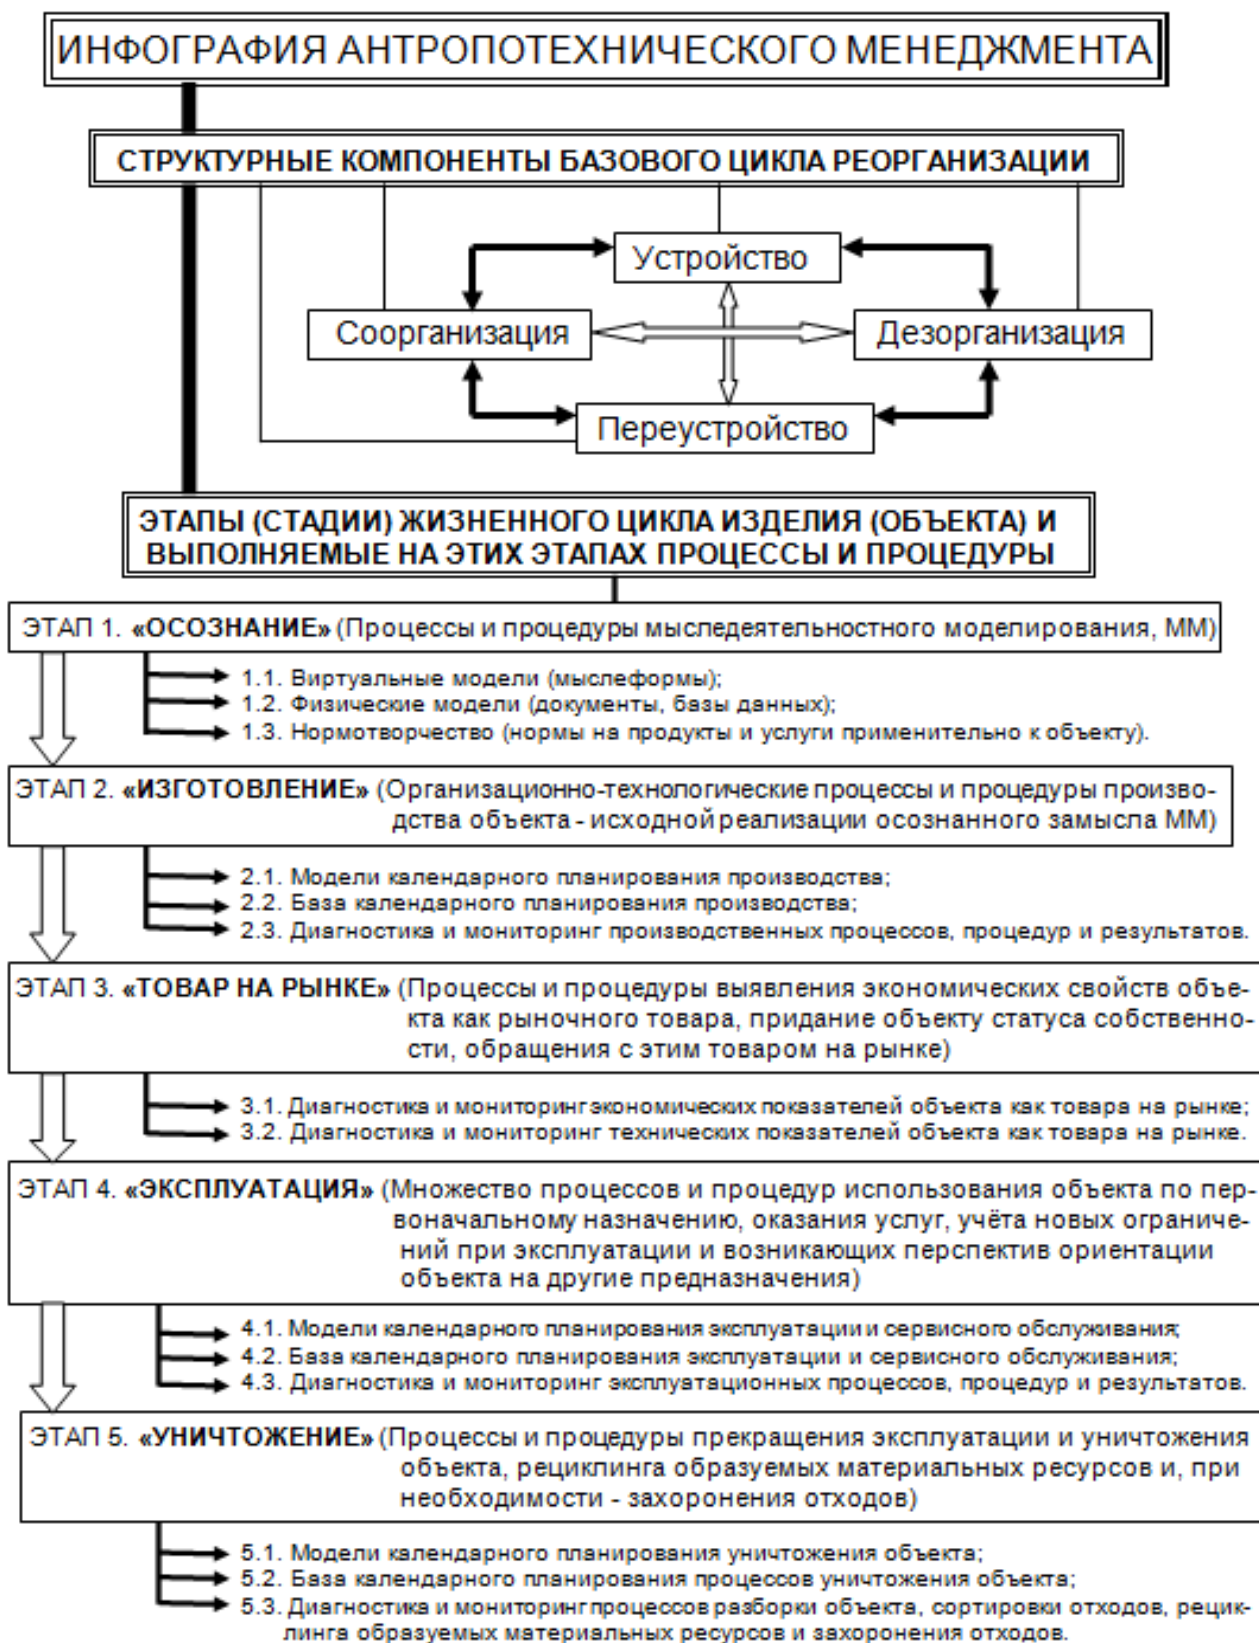 ИНФОГРАФИЯ АНТРОПОТЕХНИЧЕСКОГО МЕНЕДЖМЕНТА
СТРУКТУРНЫЕ КОМПОНЕНТЫ БАЗОВОГО ЦИКЛА РЕОРГАНИЗАЦИИ
Устройство
Соорганизация
Дезорганизация
Переустройство
ЭТАПЫ (СТАДИИ) ЖИЗНЕННОГО ЦИКЛА ИЗДЕЛИЯ (ОБЪЕКТА) И
ВЫПОЛНЯЕМЫЕ НА ЭТИХ ЭТАПАХ ПРОЦЕССЫ И ПРОЦЕДУРЫ
ЭТАП 1. «ОСОЗНАНИЕ» (Процессы и процедуры мыследеятельностного моделирования, ММ)
1.1. Виртуальные модели (мыслеформы);
1.2. Физические модели (документы, базы данных);
1.3. Нормотворчество (нормы на продукты и услуги применительно к объекту).
ЭТАП 2. «ИЗГОТОВЛЕНИЕ» (Организационно-технологические процессы и процедуры произво-
дства объекта - исходной реализации осознанного замысла ММ)
2.1. Модели календарного планирования производства;
2.2. База календарного планирования производства;
2.3. Диагностика и мониторинг производственных процессов, процедур и результатов.
ЭТАП 3. «ТОВАР НА РЫНКЕ» (Процессы и процедуры выявления экономических свойств объе-
кта как рыночного товара, придание объекту статуса собственно-
сти, обращения с этим товаром на рынке)
3.1. Диагностика и мониторинг экономических показателей объекта как товара на рынке;
3.2. Диагностика и мониторинг технических показателей объекта как товара на рынке.
ЭТАП 4. «ЭКСПЛУАТАЦИЯ» (Множество процессов и процедур использования объекта по пер-
воначальному назначению, оказания услуг, учёта новых ограниче-
ний при эксплуатации и возникающих перспектив ориентации
объекта на другие предназначения)
4.1. Модели календарного планирования эксплуатации и сервисного обслуживания;
4.2. База календарного планирования эксплуатации и сервисного обслуживания;
4.3. Диагностика и мониторинг эксплуатационных процессов, процедур и результатов.
ЭТАП 5. «УНИЧТОЖЕНИЕ» (Процессы и процедуры прекращения эксплуатации и уничтожения
объекта, рециклинга образуемых материальных ресурсов и, при
необходимости - захоронения отходов)
5.1. Модели календарного планирования уничтожения объекта;
5.2. База календарного планирования процессов уничтожения объекта;
5.3. Диагностика и мониторинг процессов разборки объекта, сортировки отходов, рецик-
линга образуемых материальных ресурсов и захоронения отходов.